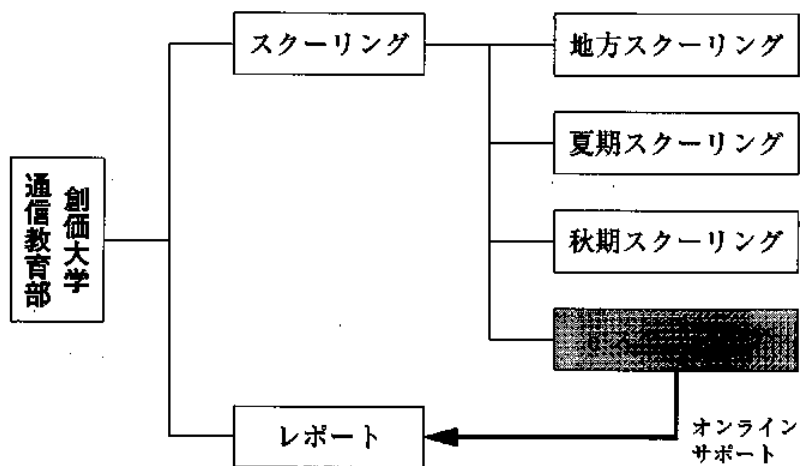 創価大学
通信教育部
スクーリング
地方スクーリング
夏期スクーリング
秋期スクーリング
レポート
オンライン
サポート